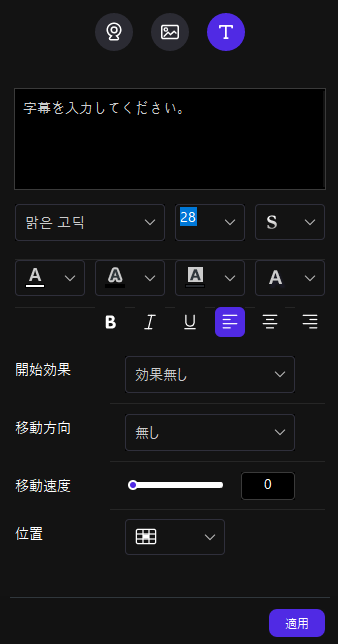 T
字幕を入力してください。
맑은 고딕 28 S
A A A A
B I U
開始効果 効果無し
移動方向 無し
移動速度 0
位置
適用